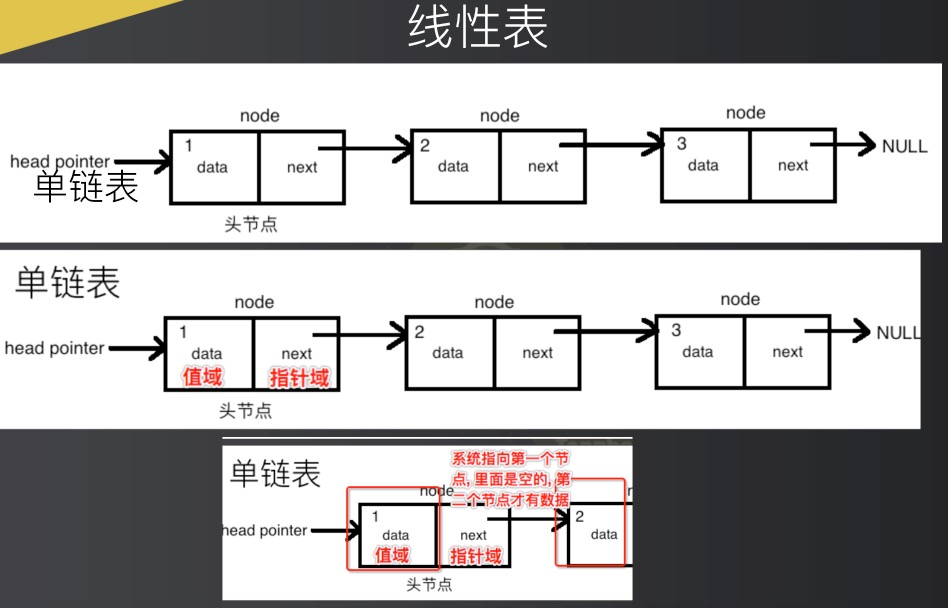 线性表
node
node
node
1
data
next
2
data
next
3
data
next
NULL
head pointer
单链表
头节点
单链表
node
node
node
1
data
值域
next
指针域
2
data
next
3
data
next
NULL
head pointer
头节点
单链表
系统指向第一个节
点, 里面是空的, 第
二个节点才有数据
node
head pointer
1
data
值域
next
指针域
2
data
头节点